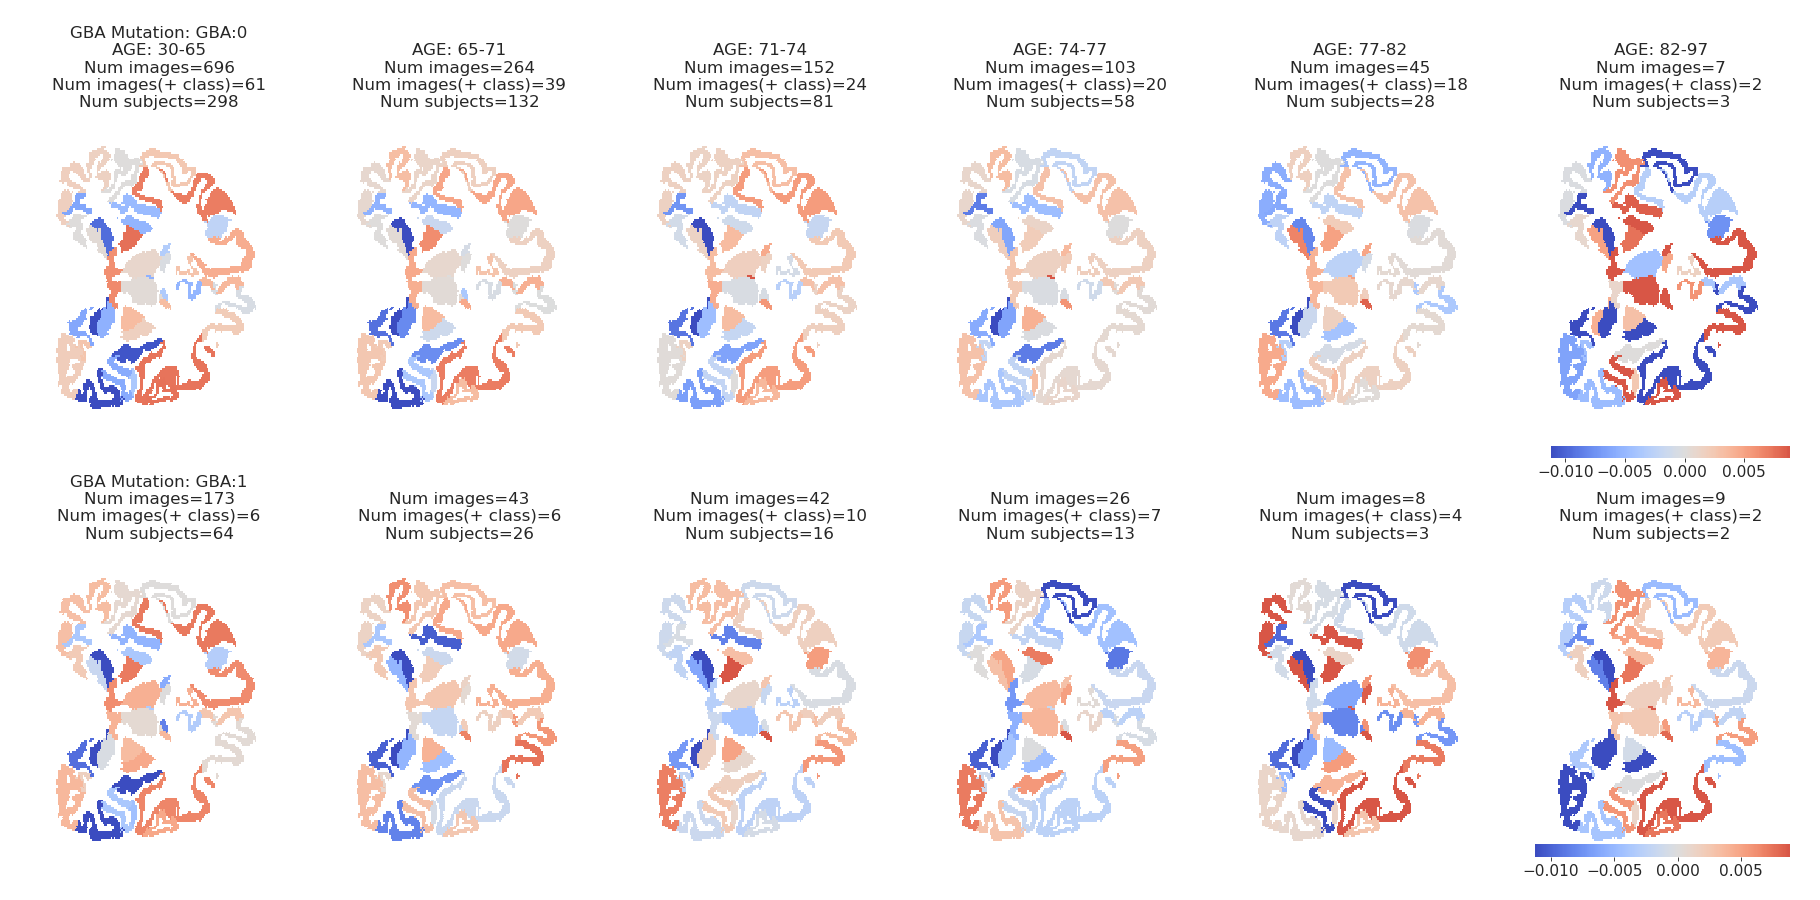 GBA Mutation: GBA:0
AGE: 30-65
Num images=696
Num images(+ class)=61
Num subjects=298
AGE: 65-71
Num images=264
Num images(+ class)=39
Num subjects=132
AGE: 71-74
Num images=152
Num images(+ class)=24
Num subjects=81
AGE: 74-77
Num images=103
Num images(+ class)=20
Num subjects=58
AGE: 77-82
Num images=45
Num images(+ class)=18
Num subjects=28
AGE: 82-97
Num images=7
Num images(+ class)=2
Num subjects=3
−0.010 −0.005 0.000 0.005
GBA Mutation: GBA:1
Num images=173
Num images(+ class)=6
Num subjects=64
Num images=43
Num images(+ class)=6
Num subjects=26
Num images=42
Num images(+ class)=10
Num subjects=16
Num images=26
Num images(+ class)=7
Num subjects=13
Num images=8
Num images(+ class)=4
Num subjects=3
Num images=9
Num images(+ class)=2
Num subjects=2
−0.010 −0.005 0.000 0.005